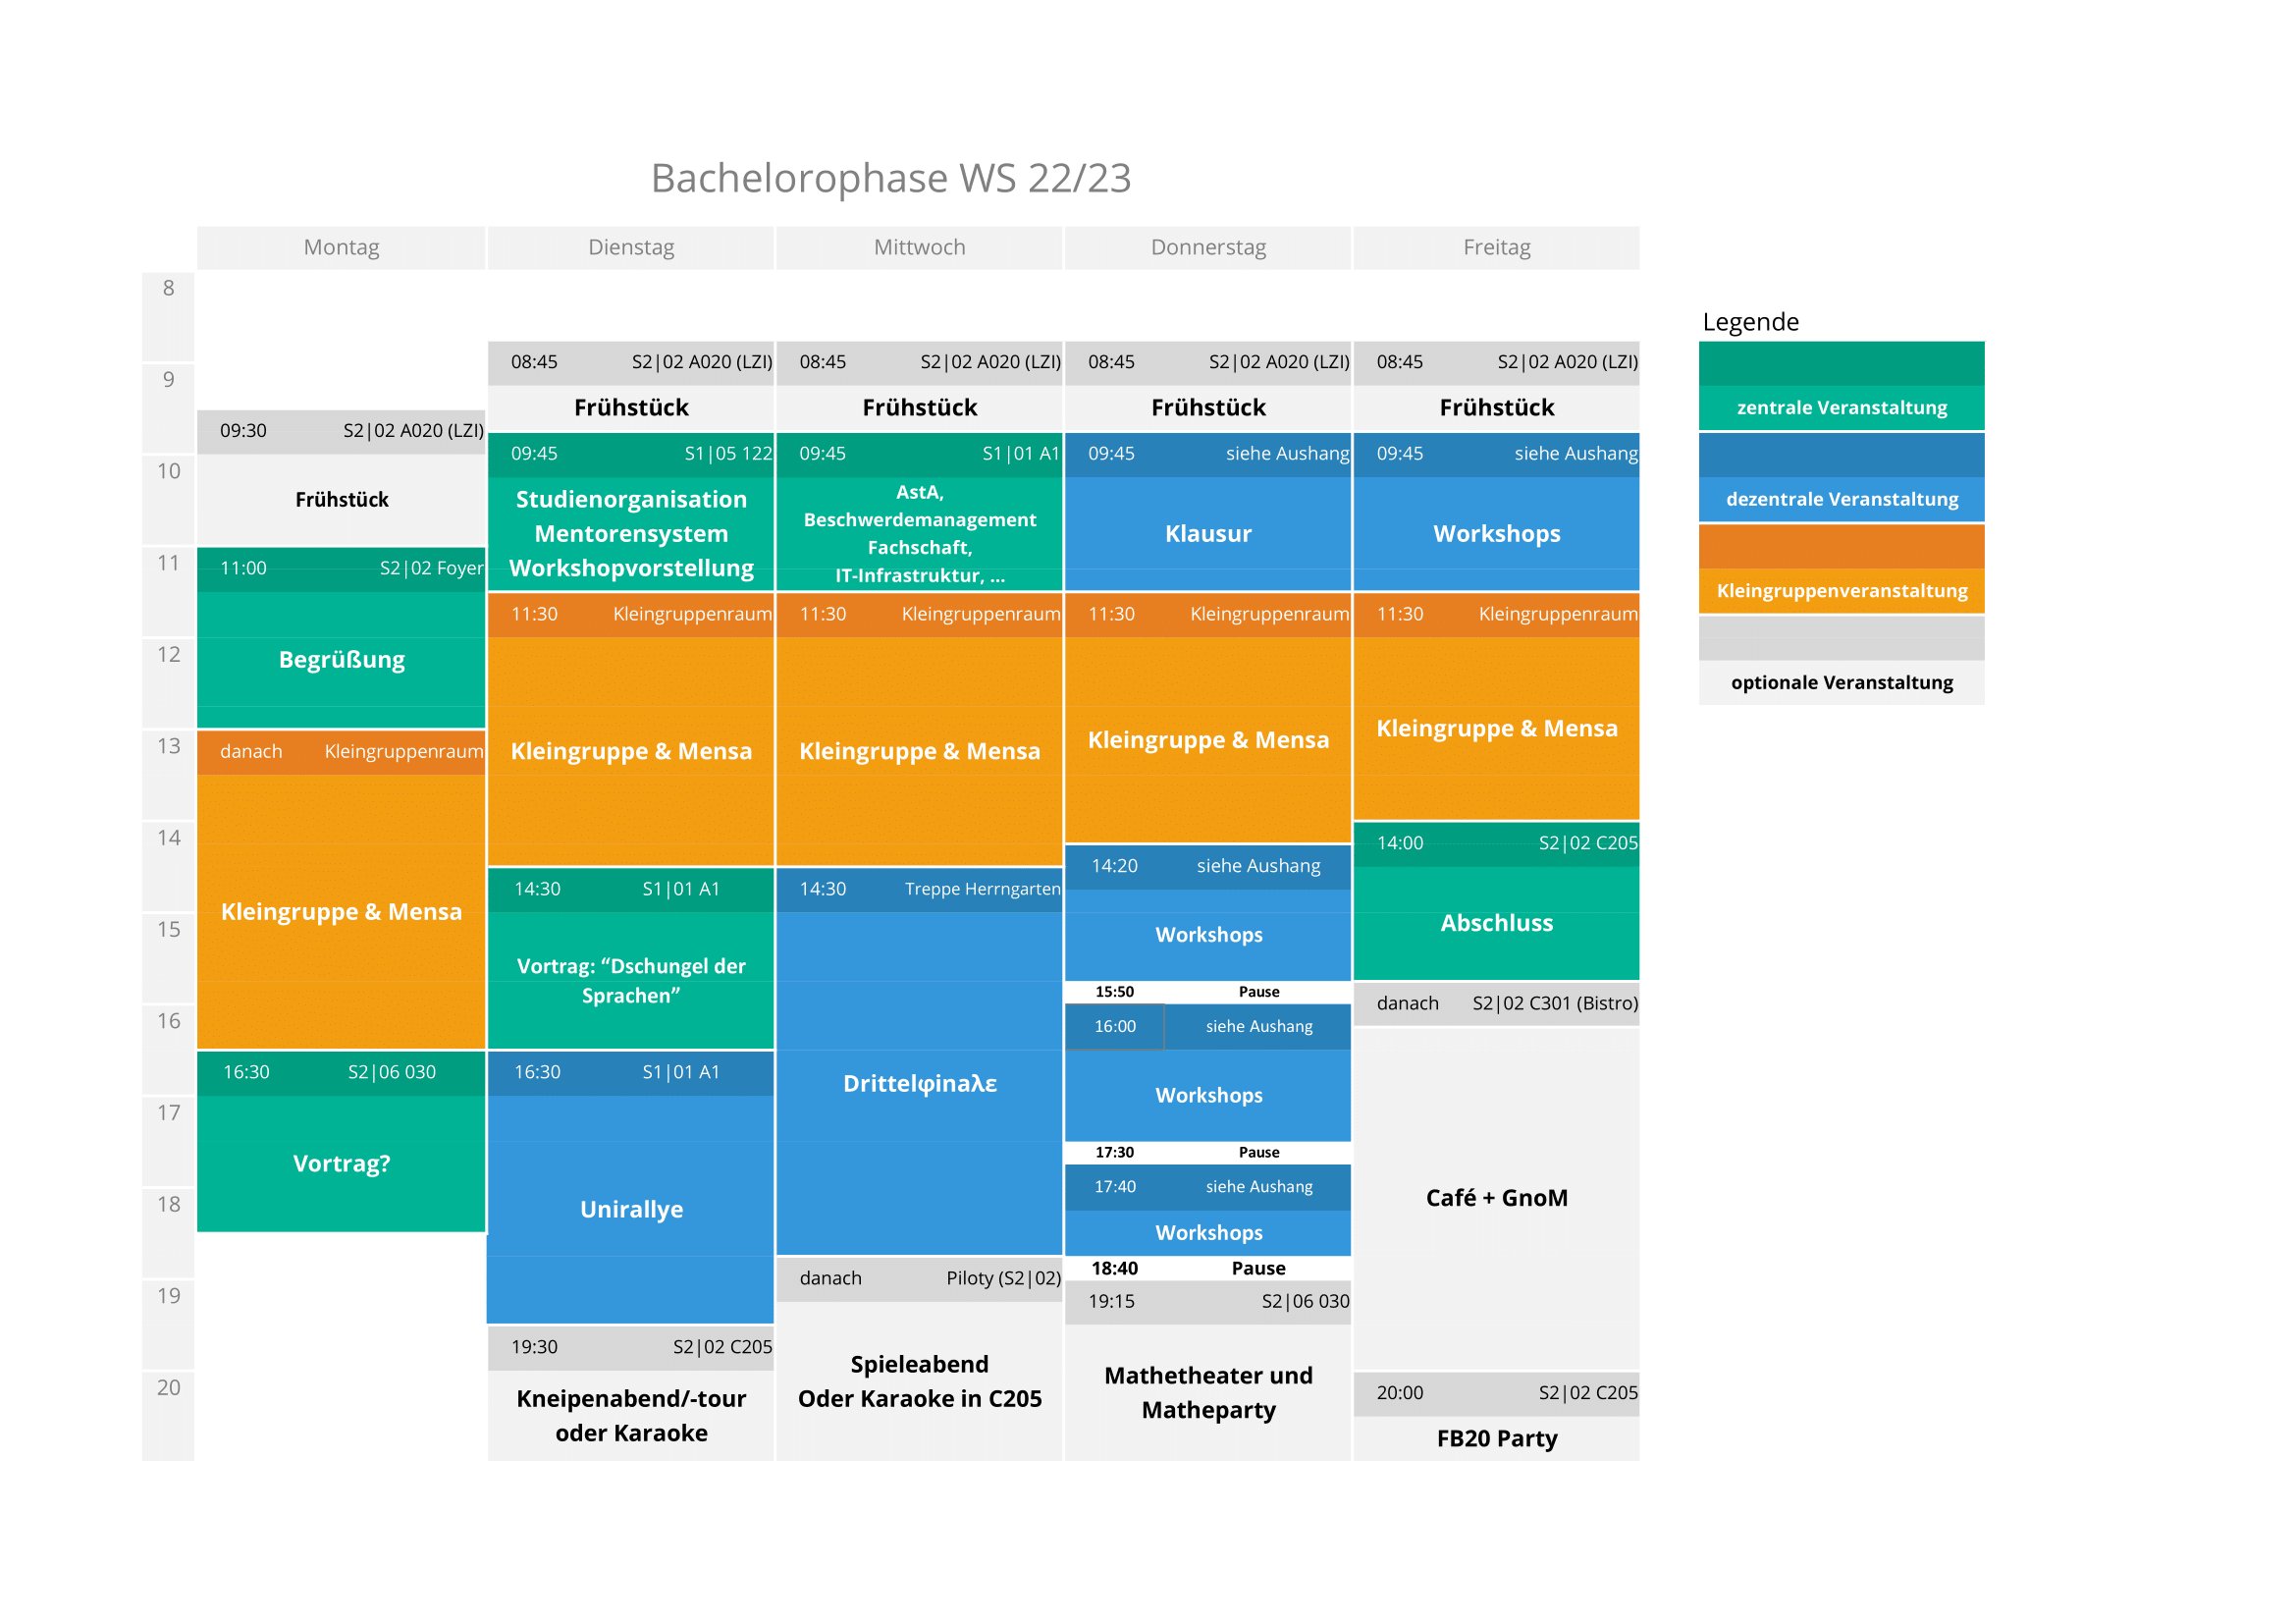 Bachelorophase WS 22/23
Montag
Dienstag
Mittwoch
Donnerstag
Freitag
8
9
10
11
12
13
14
15
16
17
18
19
20
09:30 S2|02 A020 (LZI)
Frühstück
11:00 S2|02 Foyer
Begrüßung
danach Kleingruppenraum
Kleingruppe & Mensa
16:30 S2|06 030
Vortrag?
08:45 S2|02 A020 (LZI)
Frühstück
09:45 S1|05 122
Studienorganisation
Mentorensystem
Workshopvorstellung
11:30 Kleingruppenraum
Kleingruppe & Mensa
14:30 S1|01 A1
Vortrag: “Dschungel der
Sprachen”
16:30 S1|01 A1
Unirallye
19:30 S2|02 C205
Kneipenabend/-tour
oder Karaoke
08:45 S2|02 A020 (LZI)
Frühstück
09:45 S1|01 A1
AstA,
Beschwerdemanagement
Fachschaft,
IT-Infrastruktur, ...
11:30 Kleingruppenraum
Kleingruppe & Mensa
14:30 Treppe Herrngarten
Drittelφinaλε
danach Piloty (S2|02)
Spieleabend
Oder Karaoke in C205
08:45 S2|02 A020 (LZI)
Frühstück
09:45 siehe Aushang
Klausur
11:30 Kleingruppenraum
Kleingruppe & Mensa
14:20 siehe Aushang
Workshops
15:50 Pause
16:00 siehe Aushang
Workshops
17:30 Pause
17:40 siehe Aushang
Workshops
18:40 Pause
19:15 S2|06 030
Mathetheater und
Matheparty
08:45 S2|02 A020 (LZI)
Frühstück
09:45 siehe Aushang
Workshops
11:30 Kleingruppenraum
Kleingruppe & Mensa
14:00 S2|02 C205
Abschluss
danach S2|02 C301 (Bistro)
Café + GnoM
20:00 S2|02 C205
FB20 Party
Legende
zentrale Veranstaltung
dezentrale Veranstaltung
Kleingruppenveranstaltung
optionale Veranstaltung